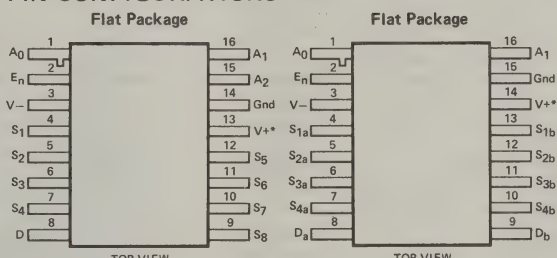 Flat Package
A0 1 16 A1
En 2 15 A2
V− 3 14 Gnd
S1 4 13 V+*
S2 5 12 S5
S3 6 11 S6
S4 7 10 S7
D 8 9 S8
TOP VIEW
Flat Package
A0 1 16 A1
En 2 15 Gnd
V− 3 14 V+*
S1a 4 13 S1b
S2a 5 12 S2b
S3a 6 11 S3b
S4a 7 10 S4b
Da 8 9 Db
TOP VIEW